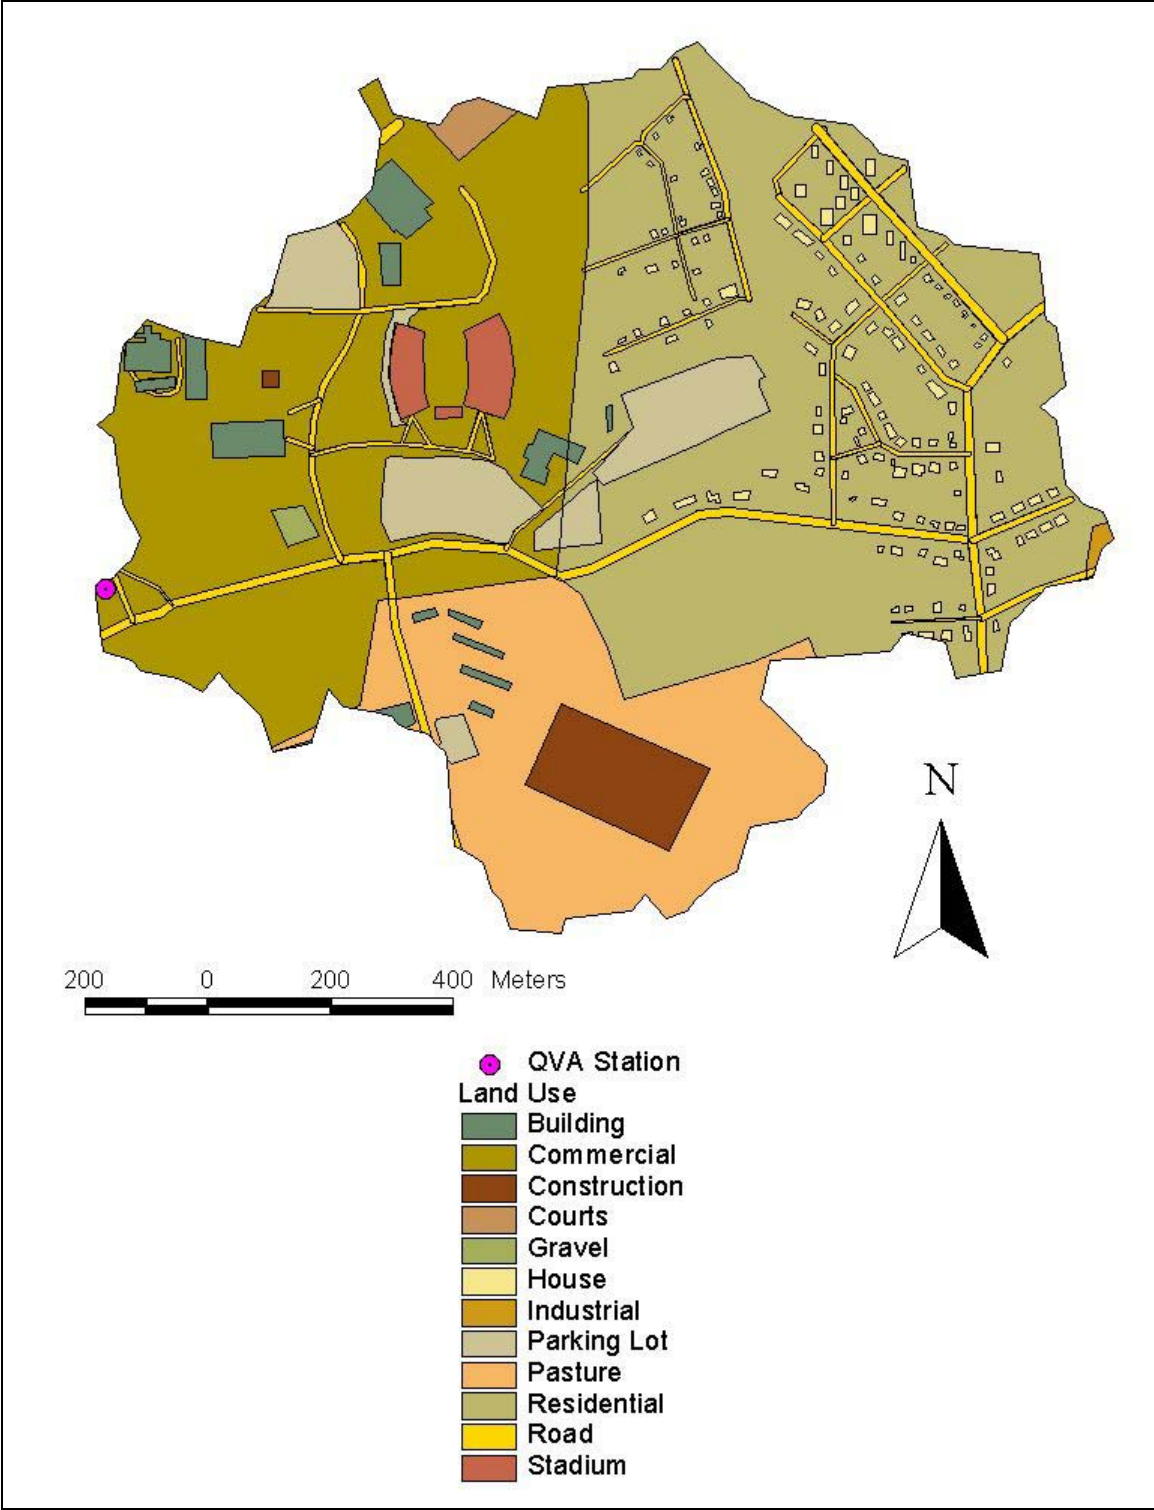 N
200 0 200 400 Meters
QVA Station
Land Use
Building
Commercial
Construction
Courts
Gravel
House
Industrial
Parking Lot
Pasture
Residential
Road
Stadium